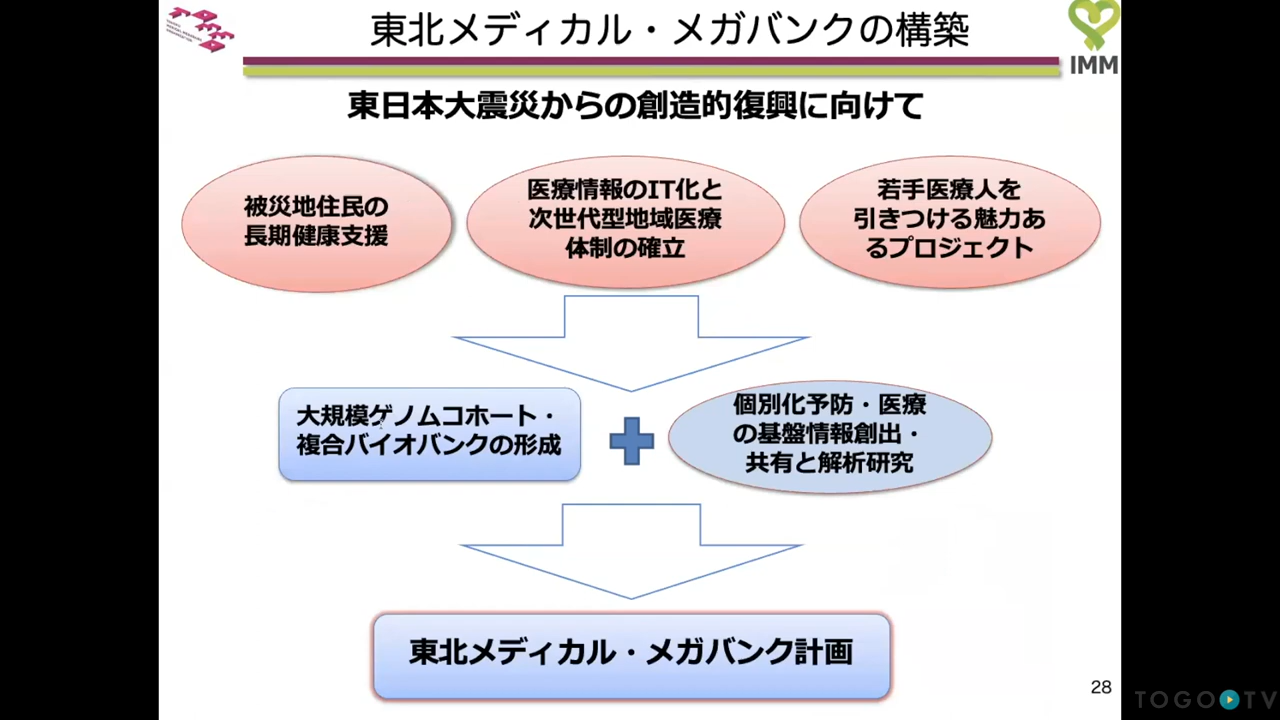 東北メディカル・メガバンクの構築
IMM
東日本大震災からの創造的復興に向けて
被災地住民の
長期健康支援
医療情報のIT化と
次世代型地域医療
体制の確立
若手医療人を
引きつける魅力あ
るプロジェクト
大規模ゲノムコホート・
複合バイオバンクの形成
個別化予防・医療
の基盤情報創出・
共有と解析研究
東北メディカル・メガバンク計画
28
TOGOTV